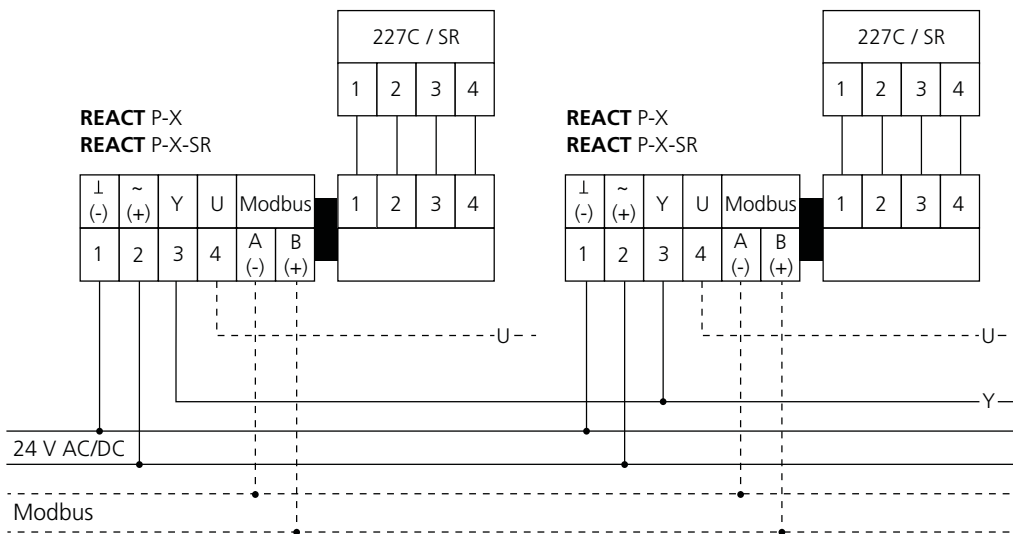 227C / SR
1 2 3 4
REACT P-X
REACT P-X-SR
⊥ ~ Y U Modbus 1 2 3 4
(-) (+)
1 2 3 4 A B
(-) (+)
227C / SR
1 2 3 4
REACT P-X
REACT P-X-SR
⊥ ~ Y U Modbus 1 2 3 4
(-) (+)
1 2 3 4 A B
(-) (+)
U
U
Y
24 V AC/DC
Modbus